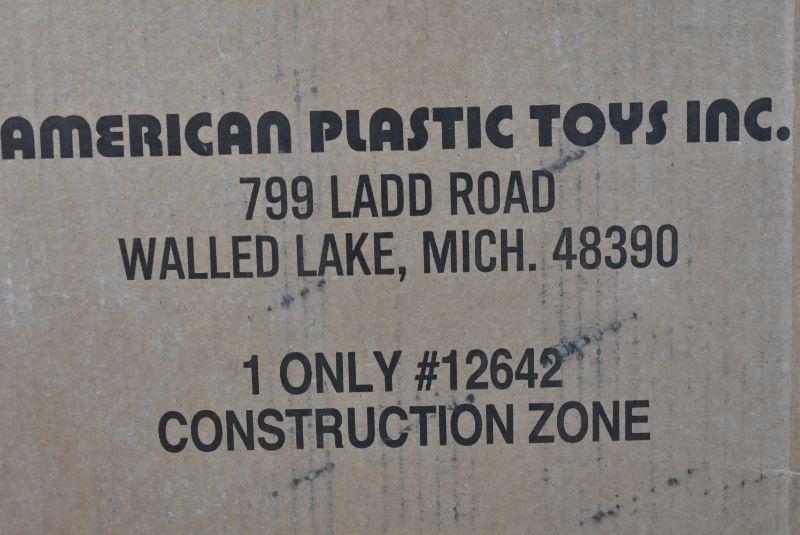 AMERICAN PLASTIC TOYS INC.
799 LADD ROAD
WALLED LAKE, MICH. 48390
1 ONLY #12642
CONSTRUCTION ZONE